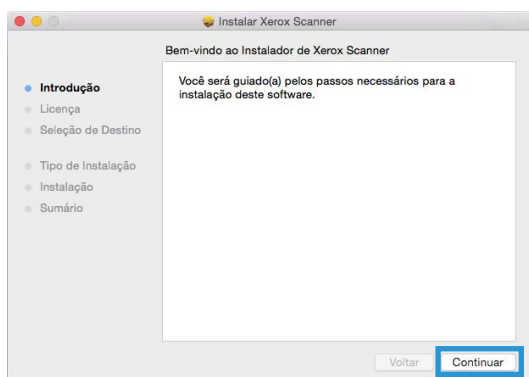 Instalar Xerox Scanner
Bem-vindo ao Instalador de Xerox Scanner
Introdução
Licença
Seleção de Destino
Tipo de Instalação
Instalação
Sumário
Você será guiado(a) pelos passos necessários para a
instalação deste software.
Voltar
Continuar